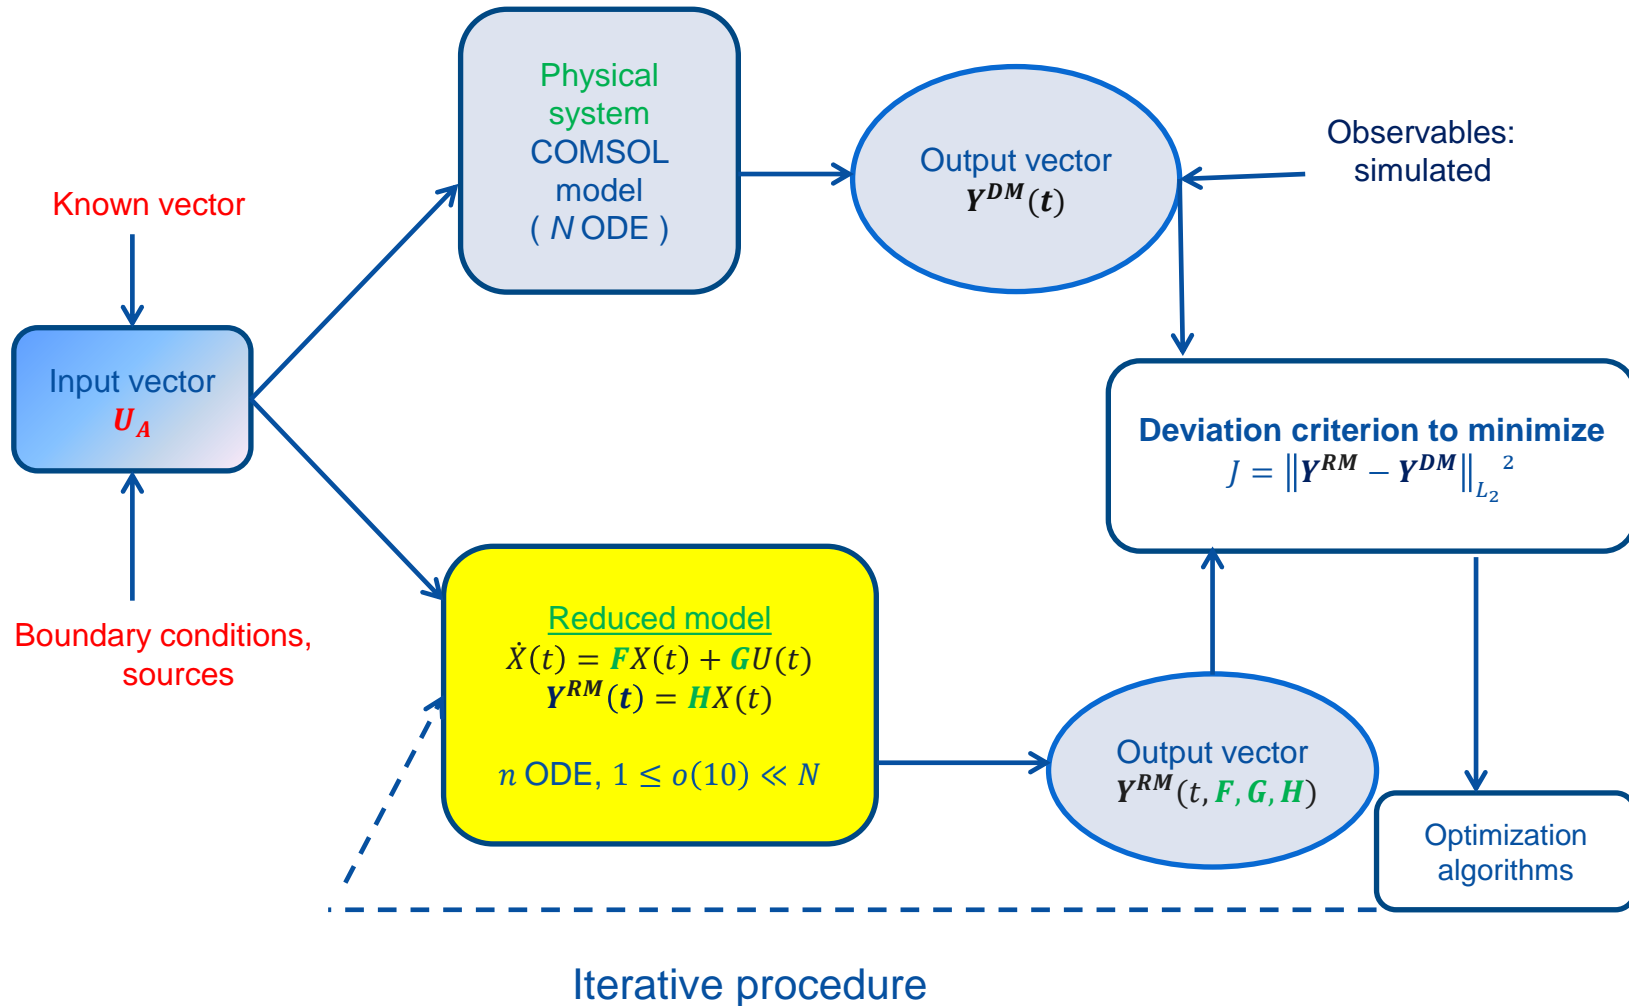 Physical
system
COMSOL
model
( N ODE )
Output vector
Y^{DM}(t)
Observables:
simulated
Known vector
Input vector
U_A
Boundary conditions,
sources
Deviation criterion to minimize
J = ‖Y^{RM} − Y^{DM}‖_{L_2}^2
Reduced model
Ẋ(t) = FX(t) + GU(t)
Y^{RM}(t) = HX(t)
n ODE, 1 ≤ o(10) ≪ N
Output vector
Y^{RM}(t, F, G, H)
Optimization
algorithms
Iterative procedure